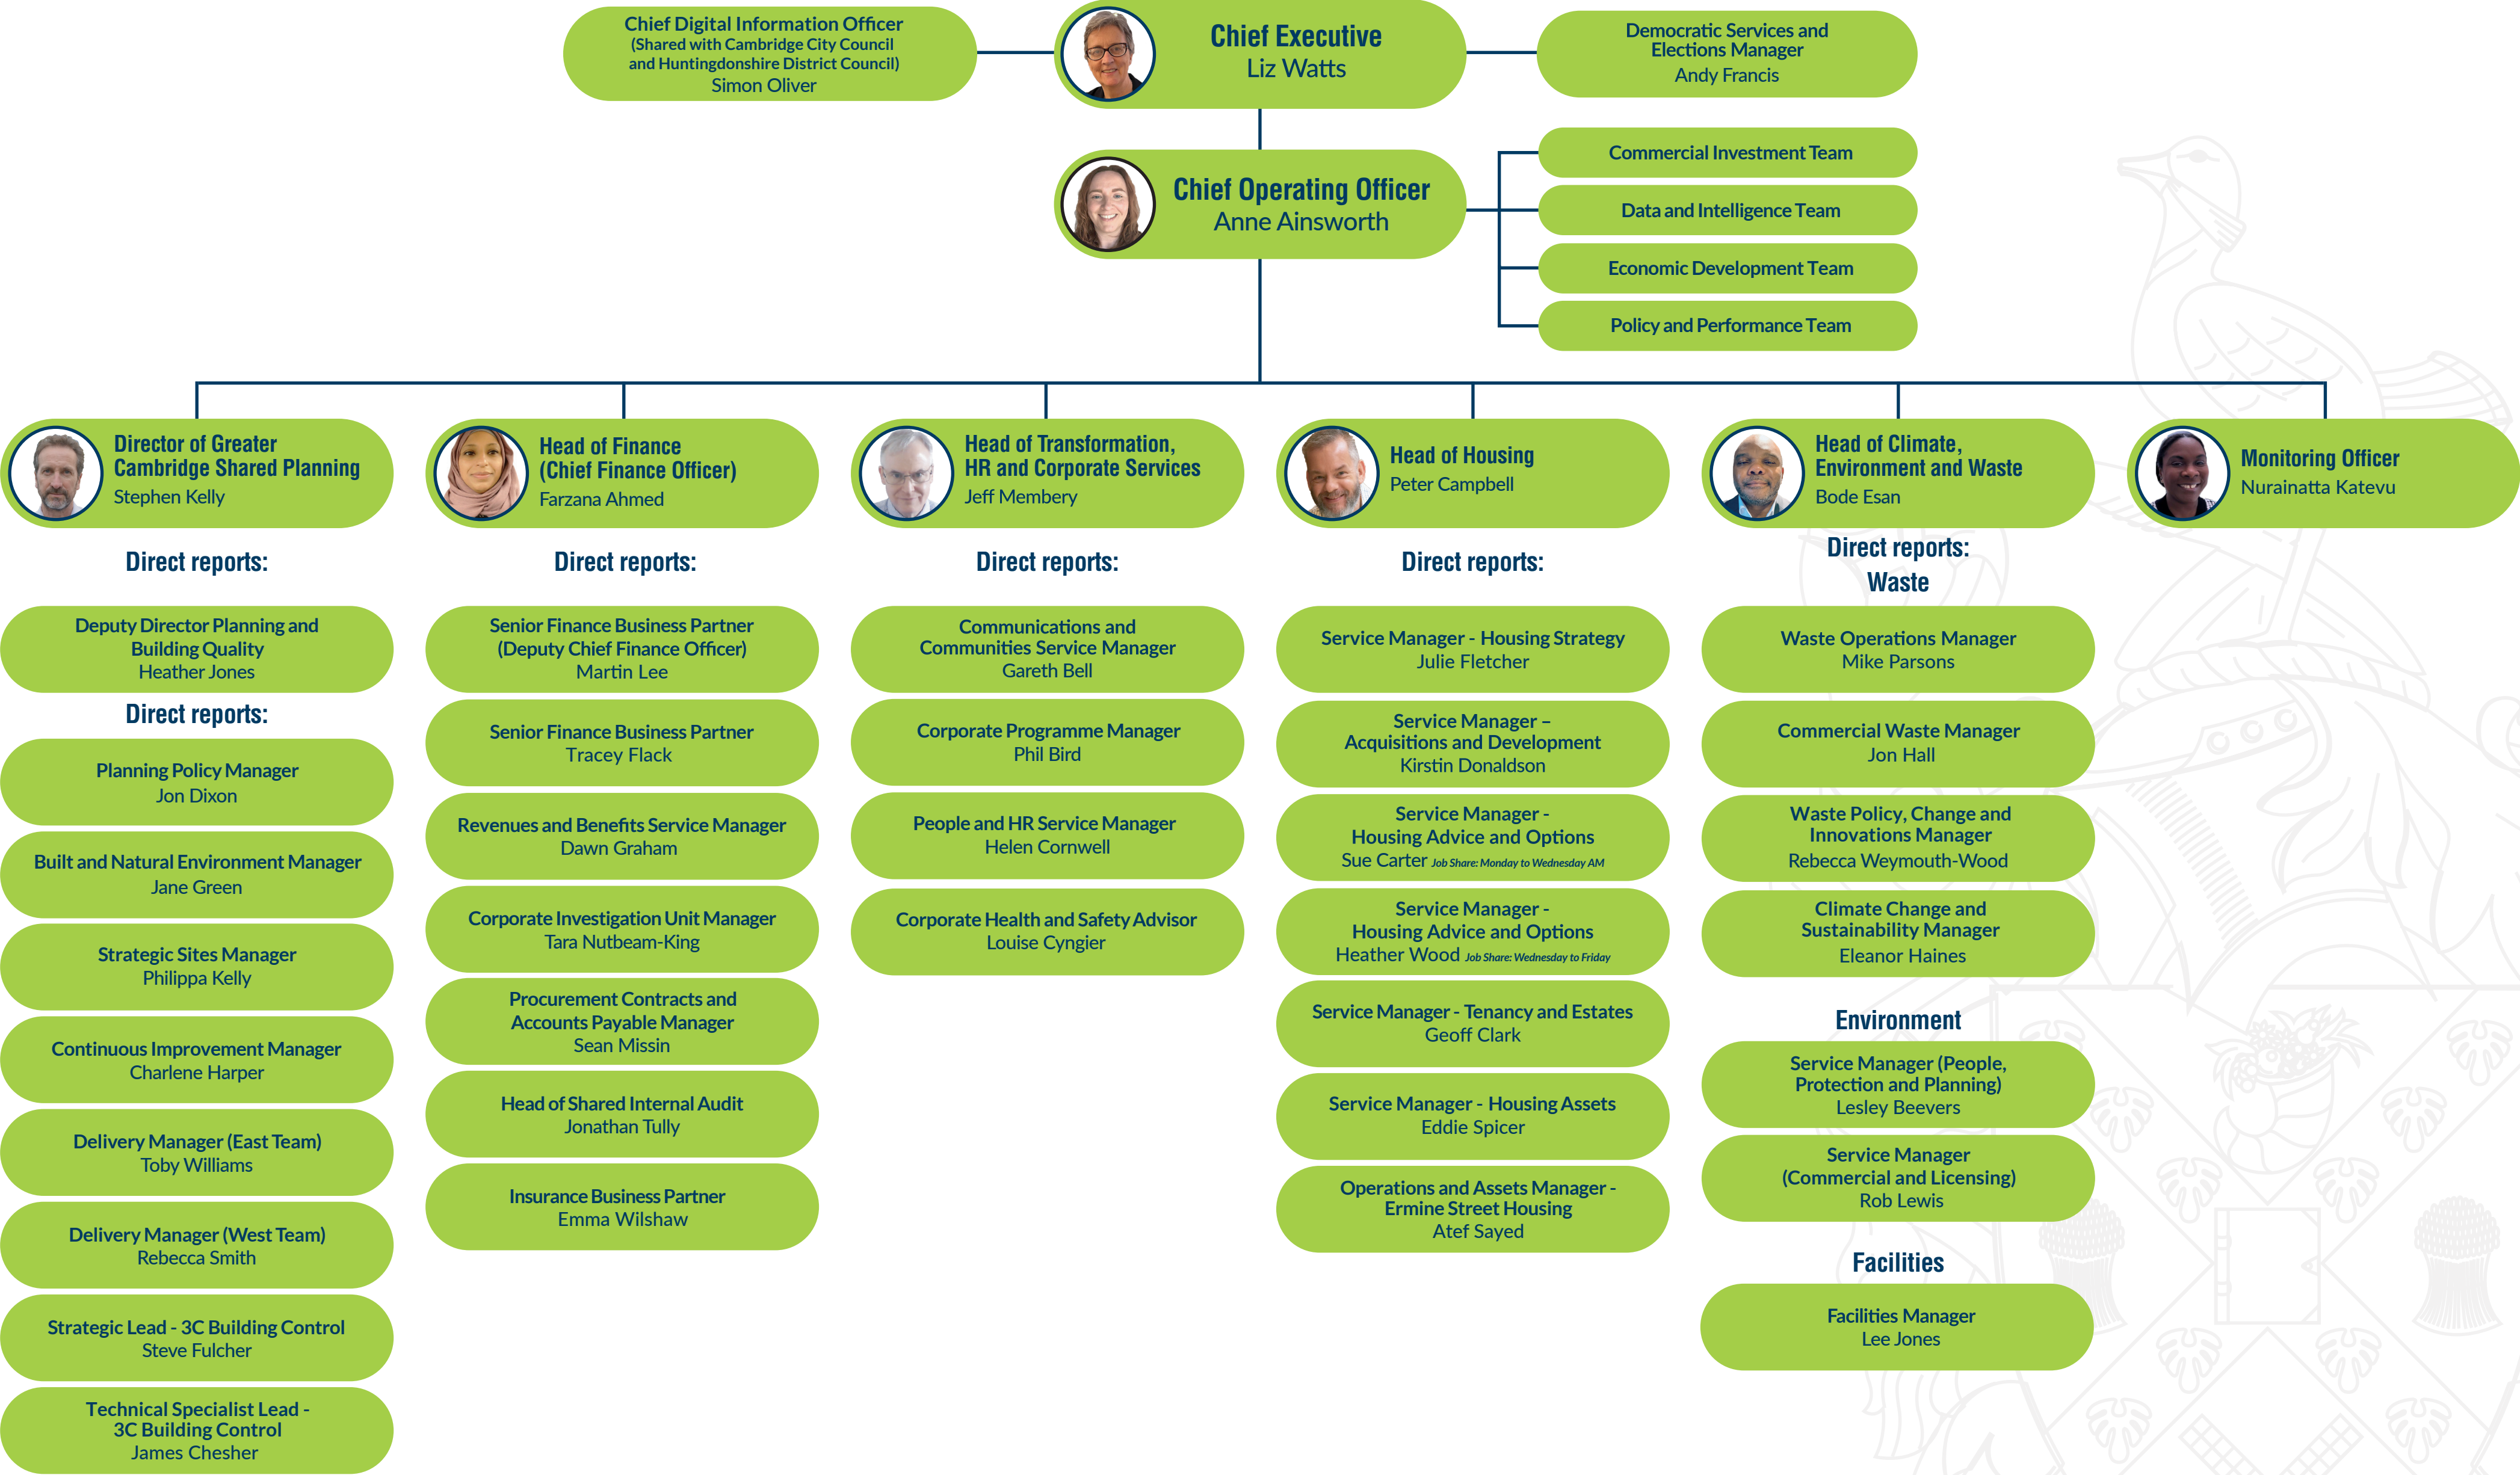 Chief Digital Information Officer
(Shared with Cambridge City Council
and Huntingdonshire District Council)
Simon Oliver
Chief Executive
Liz Watts
Democratic Services and
Elections Manager
Andy Francis
Chief Operating Officer
Anne Ainsworth
Commercial Investment Team
Data and Intelligence Team
Economic Development Team
Policy and Performance Team
Director of Greater
Cambridge Shared Planning
Stephen Kelly
Direct reports:
Deputy Director Planning and
Building Quality
Heather Jones
Direct reports:
Planning Policy Manager
Jon Dixon
Built and Natural Environment Manager
Jane Green
Strategic Sites Manager
Philippa Kelly
Continuous Improvement Manager
Charlene Harper
Delivery Manager (East Team)
Toby Williams
Delivery Manager (West Team)
Rebecca Smith
Strategic Lead - 3C Building Control
Steve Fulcher
Technical Specialist Lead -
3C Building Control
James Chesher
Head of Finance
(Chief Finance Officer)
Farzana Ahmed
Direct reports:
Senior Finance Business Partner
(Deputy Chief Finance Officer)
Martin Lee
Senior Finance Business Partner
Tracey Flack
Revenues and Benefits Service Manager
Dawn Graham
Corporate Investigation Unit Manager
Tara Nutbeam-King
Procurement Contracts and
Accounts Payable Manager
Sean Missin
Head of Shared Internal Audit
Jonathan Tully
Insurance Business Partner
Emma Wilshaw
Head of Transformation,
HR and Corporate Services
Jeff Membery
Direct reports:
Communications and
Communities Service Manager
Gareth Bell
Corporate Programme Manager
Phil Bird
People and HR Service Manager
Helen Cornwell
Corporate Health and Safety Advisor
Louise Cyngier
Head of Housing
Peter Campbell
Direct reports:
Service Manager - Housing Strategy
Julie Fletcher
Service Manager –
Acquisitions and Development
Kirstin Donaldson
Service Manager -
Housing Advice and Options
Sue Carter Job Share: Monday to Wednesday AM
Service Manager -
Housing Advice and Options
Heather Wood Job Share: Wednesday to Friday
Service Manager - Tenancy and Estates
Geoff Clark
Service Manager - Housing Assets
Eddie Spicer
Operations and Assets Manager -
Ermine Street Housing
Atef Sayed
Head of Climate,
Environment and Waste
Bode Esan
Direct reports:
Waste
Waste Operations Manager
Mike Parsons
Commercial Waste Manager
Jon Hall
Waste Policy, Change and
Innovations Manager
Rebecca Weymouth-Wood
Climate Change and
Sustainability Manager
Eleanor Haines
Environment
Service Manager (People,
Protection and Planning)
Lesley Beevers
Service Manager
(Commercial and Licensing)
Rob Lewis
Facilities
Facilities Manager
Lee Jones
Monitoring Officer
Nurainatta Katevu